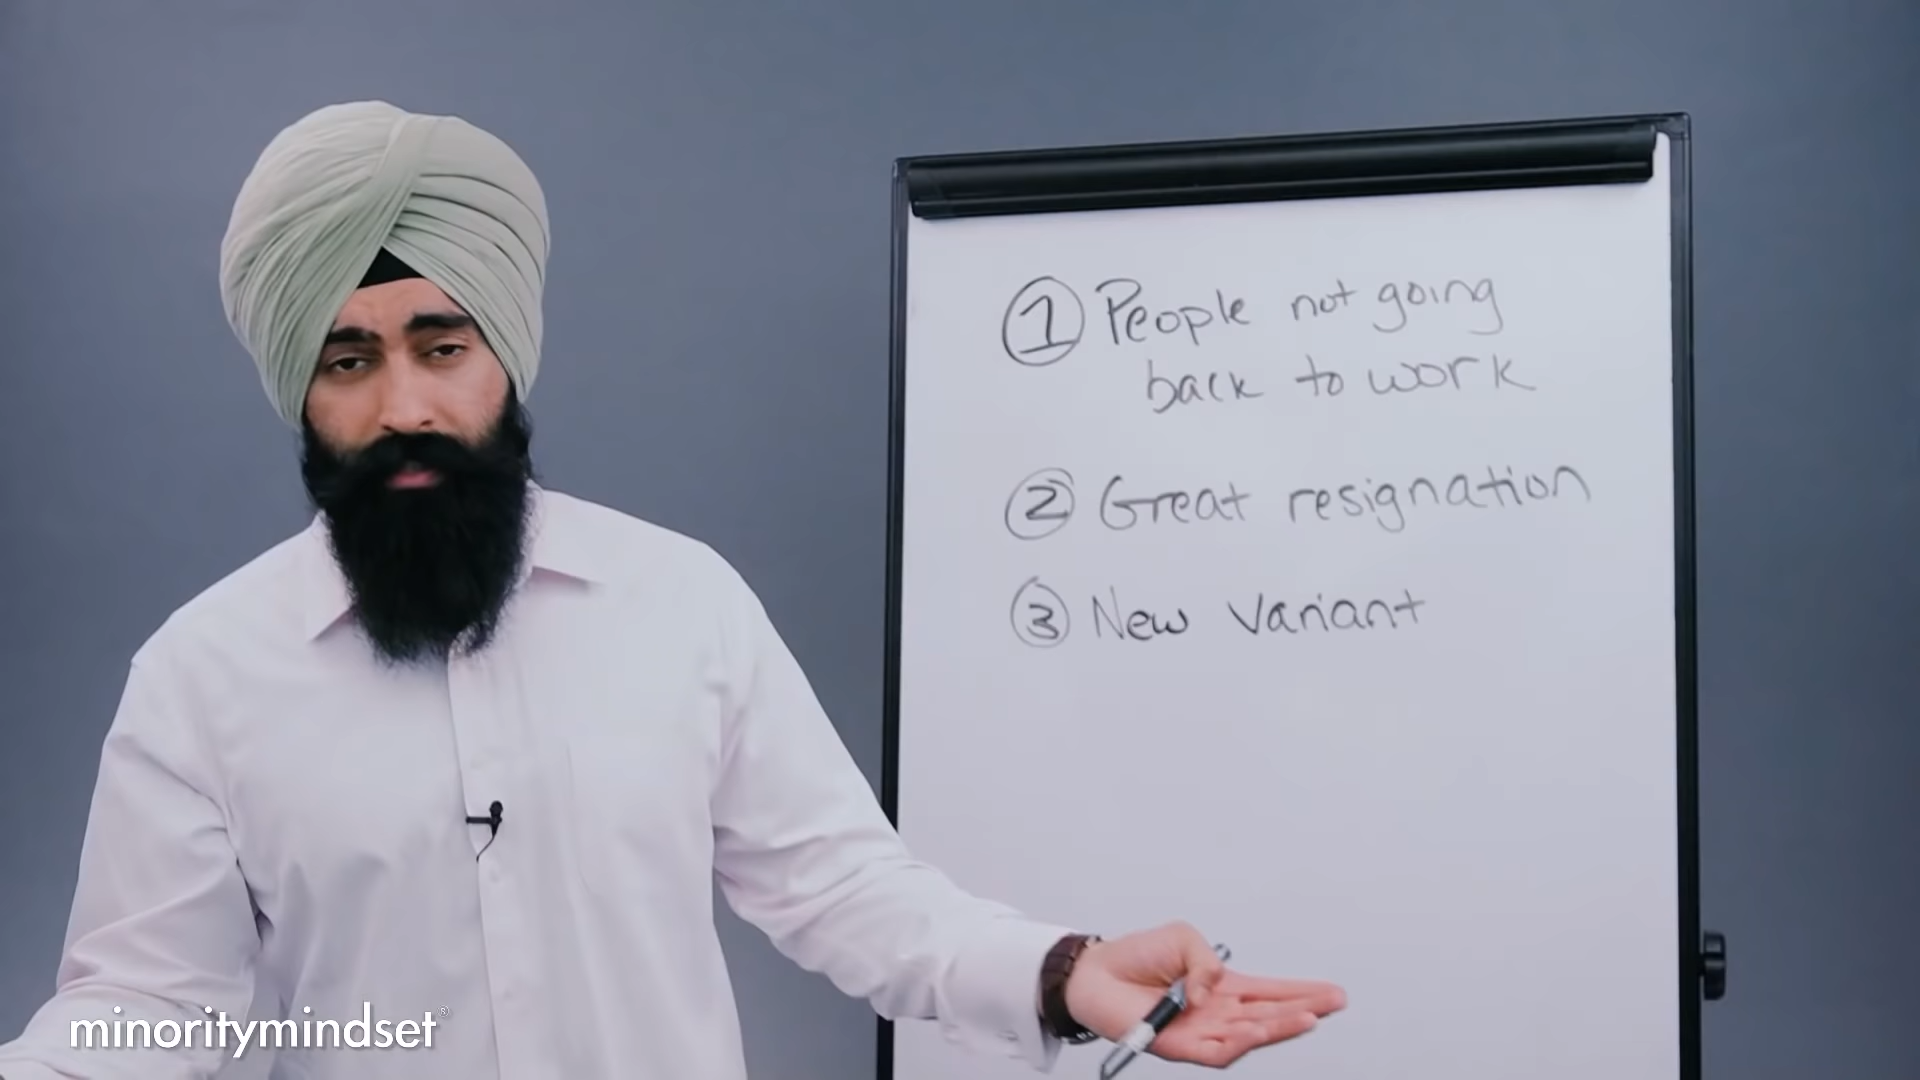 ① People not going
back to work
② Great resignation
③ New Variant
minoritymindset®